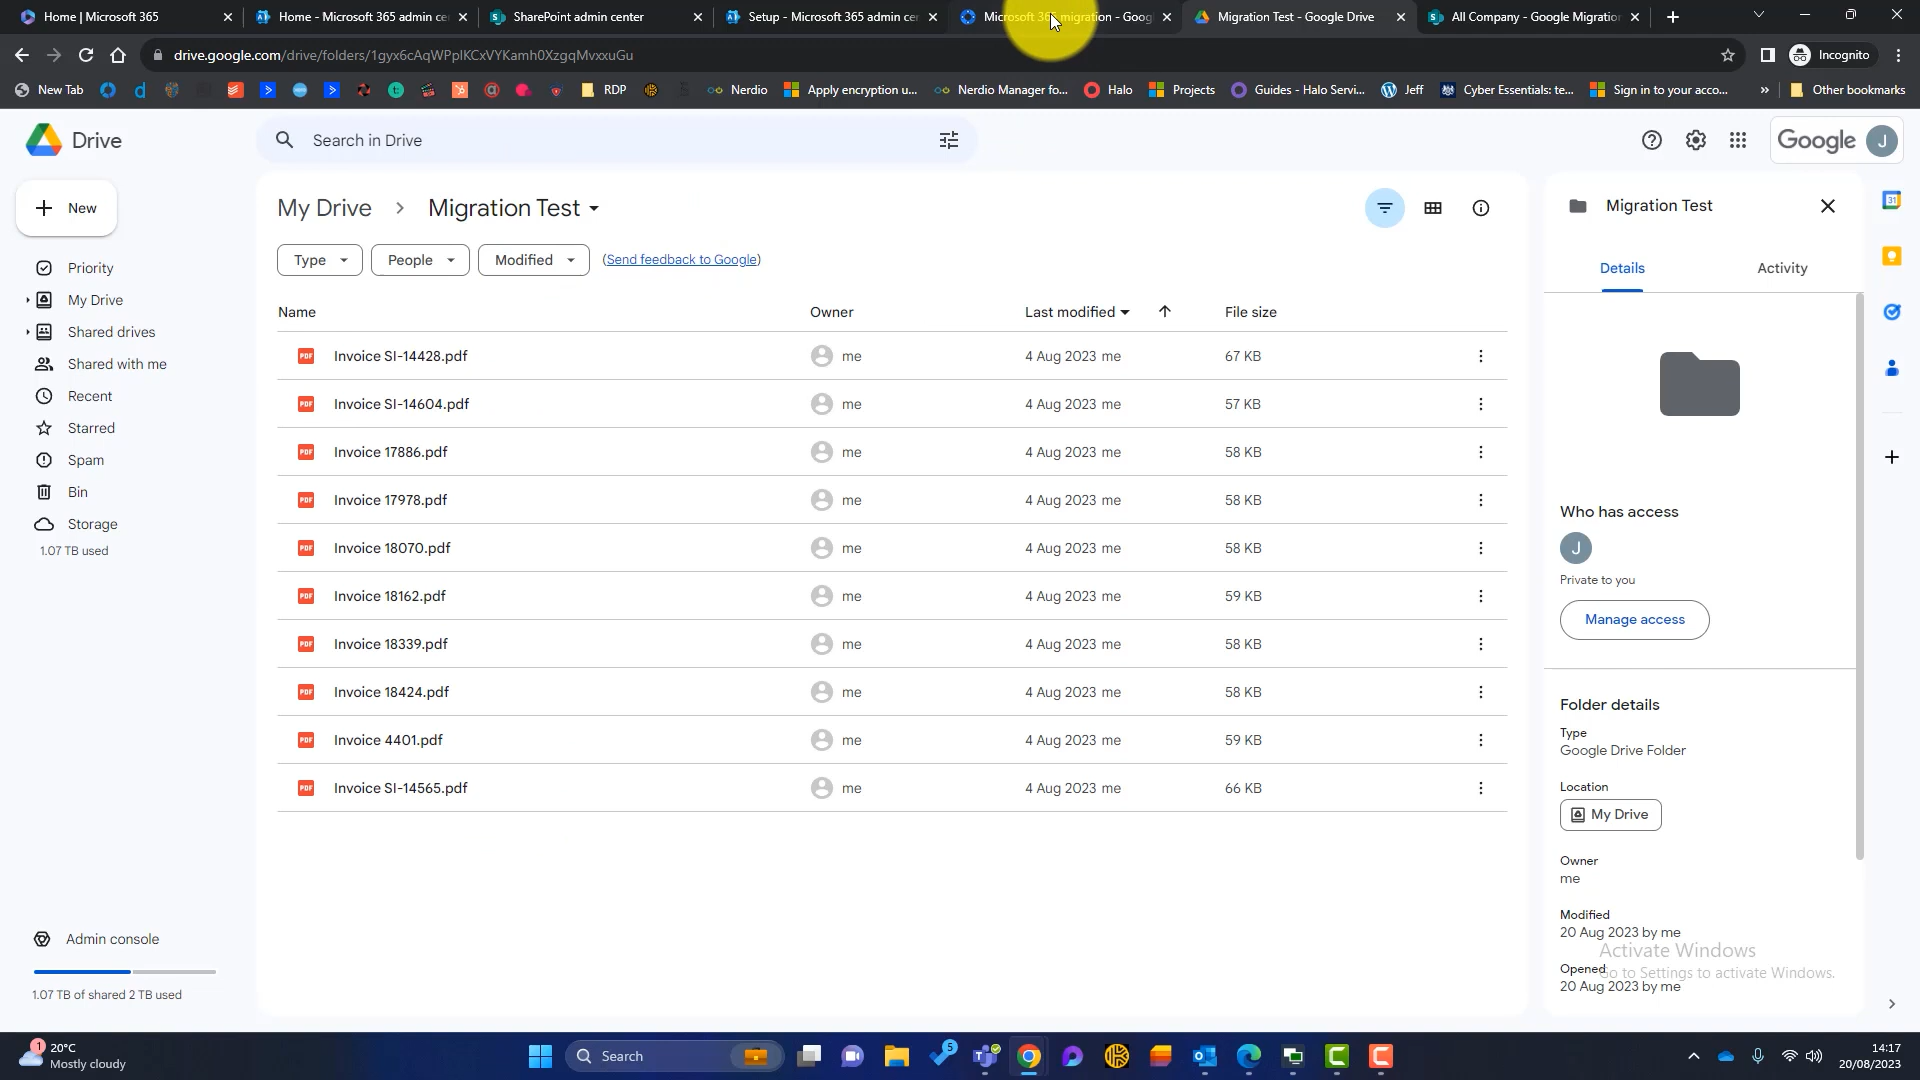 Home | Microsoft 365
Home - Microsoft 365 admin ce
SharePoint admin center
Setup - Microsoft 365 admin ce
Microsoft 365 migration - Goog
Migration Test - Google Drive
All Company - Google Migration
drive.google.com/drive/folders/1gyx6cAqWPpIKCxVYKamh0XzgqMvxxuGu
Incognito
New Tab
RDP
Nerdio
Apply encryption u...
Nerdio Manager fo...
Halo
Projects
Guides - Halo Servi...
Jeff
Cyber Essentials: te...
Sign in to your acco...
»
Other bookmarks
Drive
Search in Drive
Google
J
New
My Drive > Migration Test
Migration Test
Type
People
Modified
(Send feedback to Google)
Details
Activity
Priority
My Drive
Shared drives
Shared with me
Recent
Starred
Spam
Bin
Storage
1.07 TB used
Name Owner Last modified File size
Invoice SI-14428.pdf me 4 Aug 2023 me 67 KB
Invoice SI-14604.pdf me 4 Aug 2023 me 57 KB
Invoice 17886.pdf me 4 Aug 2023 me 58 KB
Invoice 17978.pdf me 4 Aug 2023 me 58 KB
Invoice 18070.pdf me 4 Aug 2023 me 58 KB
Invoice 18162.pdf me 4 Aug 2023 me 59 KB
Invoice 18339.pdf me 4 Aug 2023 me 58 KB
Invoice 18424.pdf me 4 Aug 2023 me 58 KB
Invoice 4401.pdf me 4 Aug 2023 me 59 KB
Invoice SI-14565.pdf me 4 Aug 2023 me 66 KB
Who has access
J
Private to you
Manage access
Folder details
Type
Google Drive Folder
Location
My Drive
Owner
me
Modified
20 Aug 2023 by me
Opened
20 Aug 2023 by me
Activate Windows
Go to Settings to activate Windows.
Admin console
1.07 TB of shared 2 TB used
1
20°C
Mostly cloudy
Search
5
14:17
20/08/2023